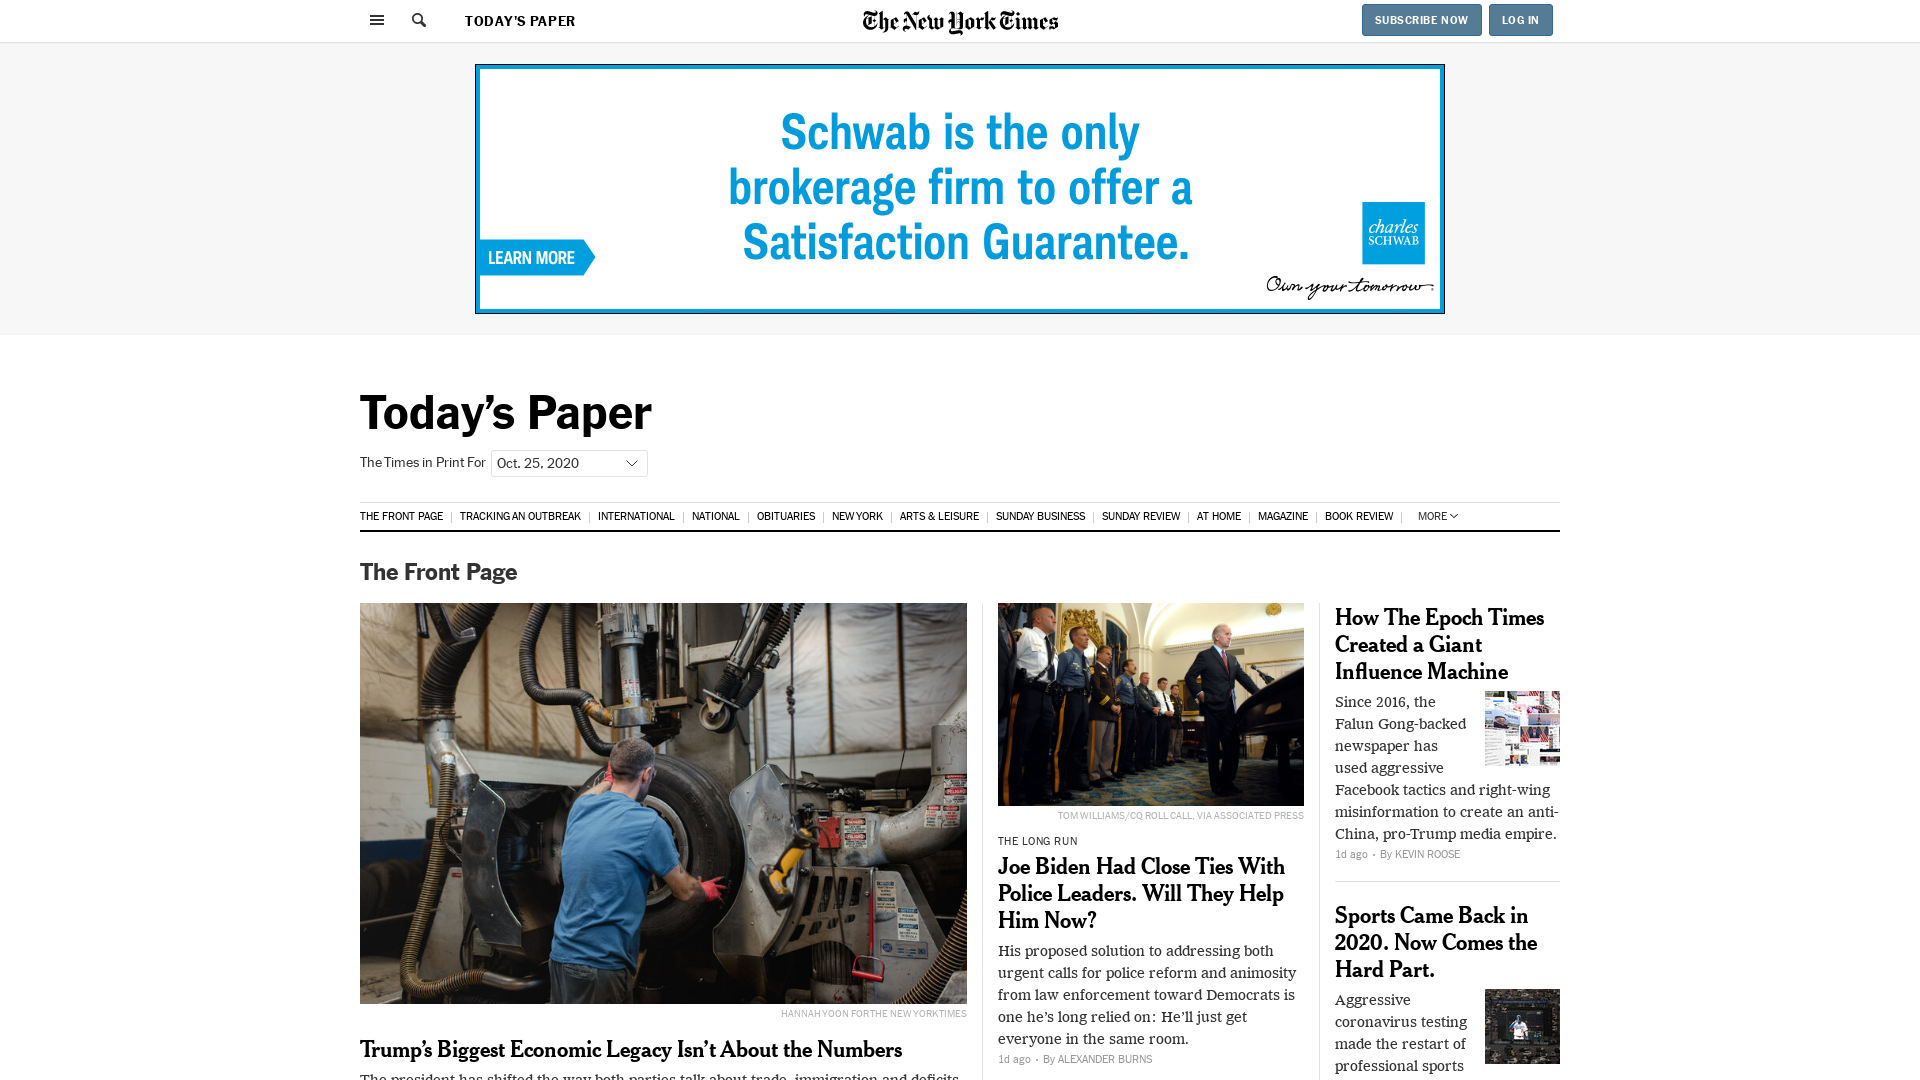 TODAY'S PAPER
The New York Times
SUBSCRIBE NOW
LOG IN
Schwab is the only
brokerage firm to offer a
Satisfaction Guarantee.
LEARN MORE
charles
SCHWAB
Own your tomorrow.
Today’s Paper
The Times in Print For
Oct. 25, 2020
THE FRONT PAGE
TRACKING AN OUTBREAK
INTERNATIONAL
NATIONAL
OBITUARIES
NEW YORK
ARTS & LEISURE
SUNDAY BUSINESS
SUNDAY REVIEW
AT HOME
MAGAZINE
BOOK REVIEW
MORE
The Front Page
HANNAH YOON FOR THE NEW YORK TIMES
Trump’s Biggest Economic Legacy Isn’t About the Numbers
The president has shifted the way both parties talk about trade, immigration and deficits,
TOM WILLIAMS/CQ ROLL CALL, VIA ASSOCIATED PRESS
THE LONG RUN
Joe Biden Had Close Ties With
Police Leaders. Will They Help
Him Now?
His proposed solution to addressing both
urgent calls for police reform and animosity
from law enforcement toward Democrats is
one he’s long relied on: He’ll just get
everyone in the same room.
1d ago · By ALEXANDER BURNS
How The Epoch Times
Created a Giant
Influence Machine
Since 2016, the
Falun Gong-backed
newspaper has
used aggressive
Facebook tactics and right-wing
misinformation to create an anti-
China, pro-Trump media empire.
1d ago · By KEVIN ROOSE
Sports Came Back in
2020. Now Comes the
Hard Part.
Aggressive
coronavirus testing
made the restart of
professional sports